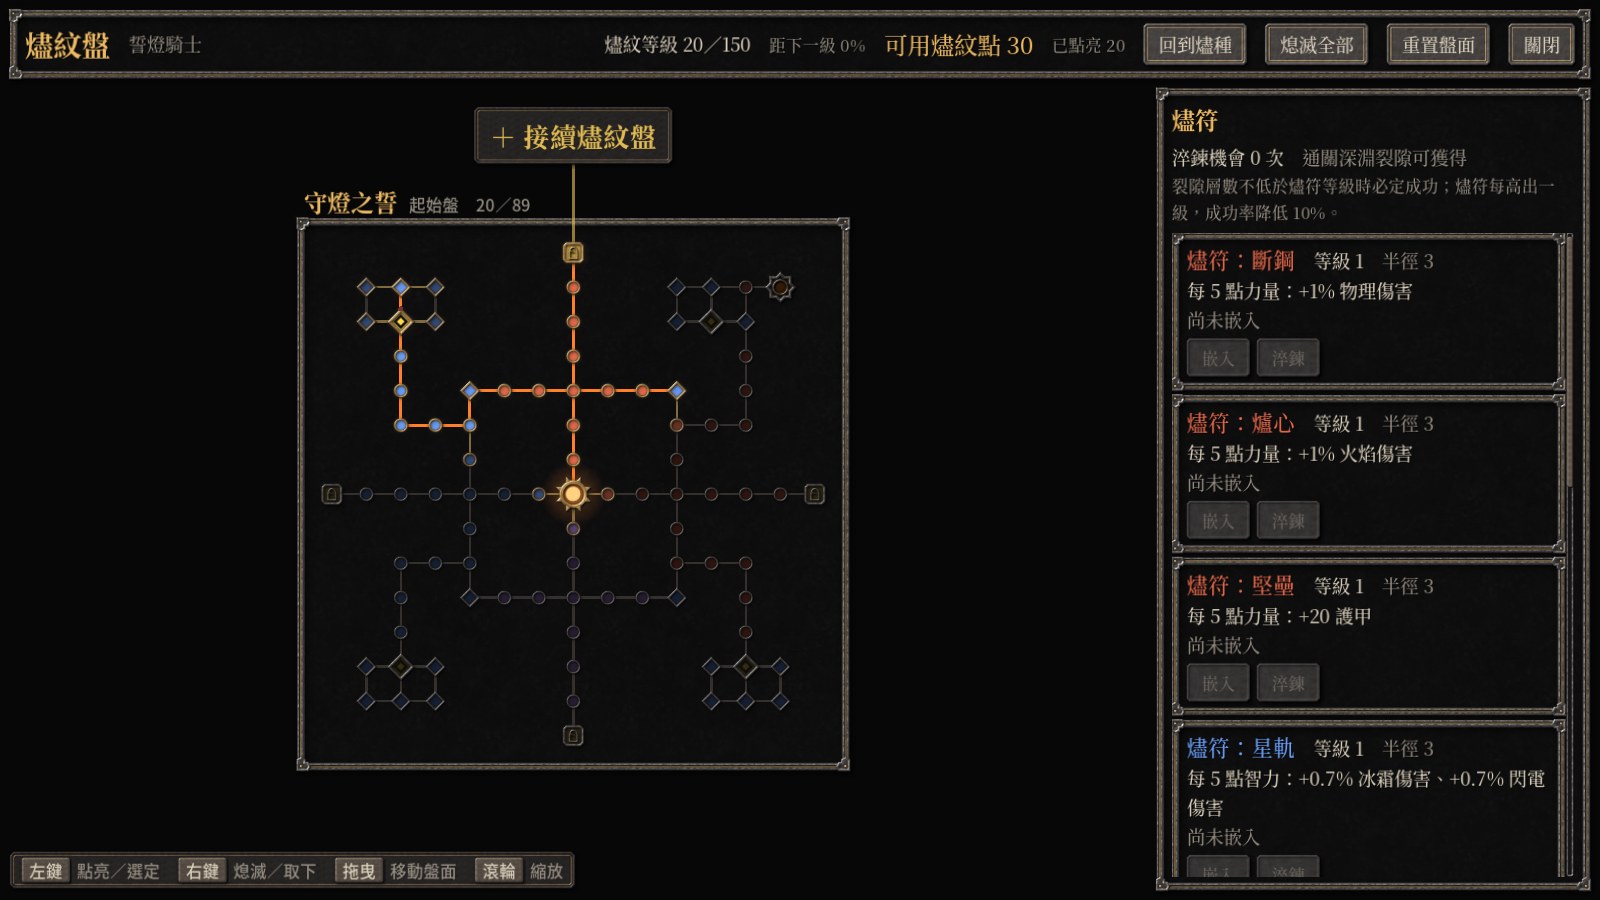 燼紋盤 誓燈騎士 燼紋等級 20／150 距下一級 0% 可用燼紋點 30 已點亮 20 回到燼種 熄滅全部 重置盤面 關閉
＋ 接續燼紋盤
守燈之誓 起始盤 20／89
燼符
淬鍊機會 0 次 通關深淵裂隙可獲得
裂隙層數不低於燼符等級時必定成功；燼符每高出一
級，成功率降低 10%。
燼符：斷鋼 等級 1 半徑 3
每 5 點力量：+1% 物理傷害
尚未嵌入
嵌入 淬鍊
燼符：爐心 等級 1 半徑 3
每 5 點力量：+1% 火焰傷害
尚未嵌入
嵌入 淬鍊
燼符：堅壘 等級 1 半徑 3
每 5 點力量：+20 護甲
尚未嵌入
嵌入 淬鍊
燼符：星軌 等級 1 半徑 3
每 5 點智力：+0.7% 冰霜傷害、+0.7% 閃電
傷害
尚未嵌入
嵌入 淬鍊
左鍵 點亮／選定 右鍵 熄滅／取下 拖曳 移動盤面 滾輪 縮放